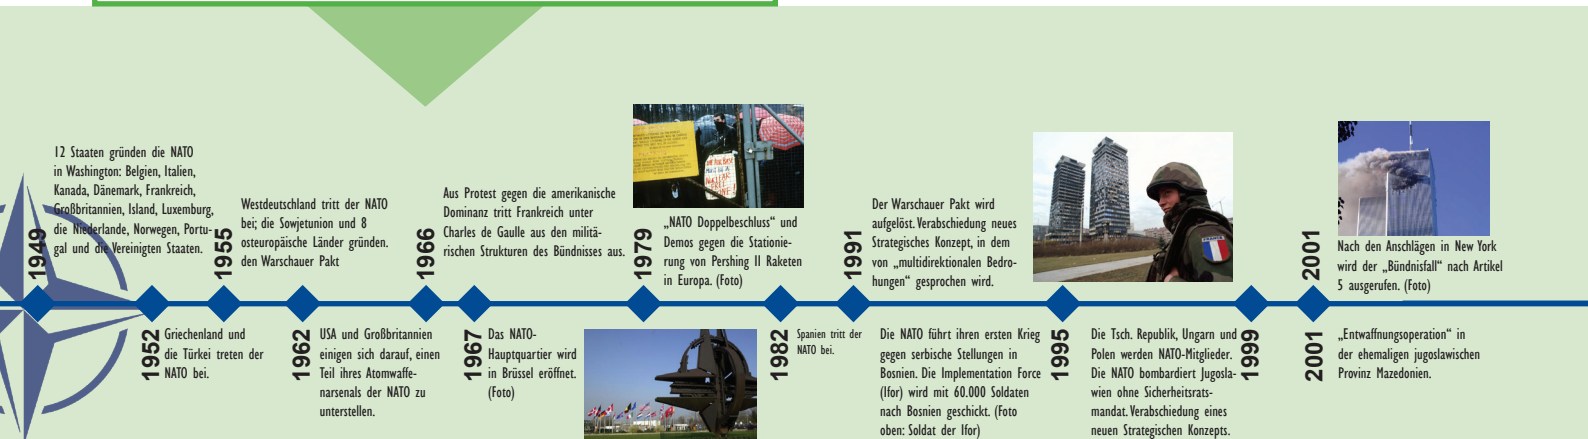 1949
12 Staaten gründen die NATO
in Washington: Belgien, Italien,
Kanada, Dänemark, Frankreich,
Großbritannien, Island, Luxemburg,
die Niederlande, Norwegen, Portu-
gal und die Vereinigten Staaten.
1952
Griechenland und
die Türkei treten der
NATO bei.
1955
Westdeutschland tritt der NATO
bei; die Sowjetunion und 8
osteuropäische Länder gründen.
den Warschauer Pakt
1962
USA und Großbritannien
einigen sich darauf, einen
Teil ihres Atomwaffe-
narsenals der NATO zu
unterstellen.
1966
Aus Protest gegen die amerikanische
Dominanz tritt Frankreich unter
Charles de Gaulle aus den militä-
rischen Strukturen des Bündnisses aus.
1967
Das NATO-
Hauptquartier wird
in Brüssel eröffnet.
(Foto)
1979
„NATO Doppelbeschluss“ und
Demos gegen die Stationie-
rung von Pershing II Raketen
in Europa. (Foto)
1982
Spanien tritt der
NATO bei.
1991
Der Warschauer Pakt wird
aufgelöst. Verabschiedung neues
Strategisches Konzept, in dem
von „multidirektionalen Bedro-
hungen“ gesprochen wird.
1995
Die NATO führt ihren ersten Krieg
gegen serbische Stellungen in
Bosnien. Die Implementation Force
(Ifor) wird mit 60.000 Soldaten
nach Bosnien geschickt. (Foto
oben: Soldat der Ifor)
FRANCE
1999
Die Tsch. Republik, Ungarn und
Polen werden NATO-Mitglieder.
Die NATO bombardiert Jugosla-
wien ohne Sicherheitsrats-
mandat. Verabschiedung eines
neuen Strategischen Konzepts.
2001
Nach den Anschlägen in New York
wird der „Bündnisfall“ nach Artikel
5 ausgerufen. (Foto)
2001
„Entwaffnungsoperation“ in
der ehemaligen jugoslawischen
Provinz Mazedonien.